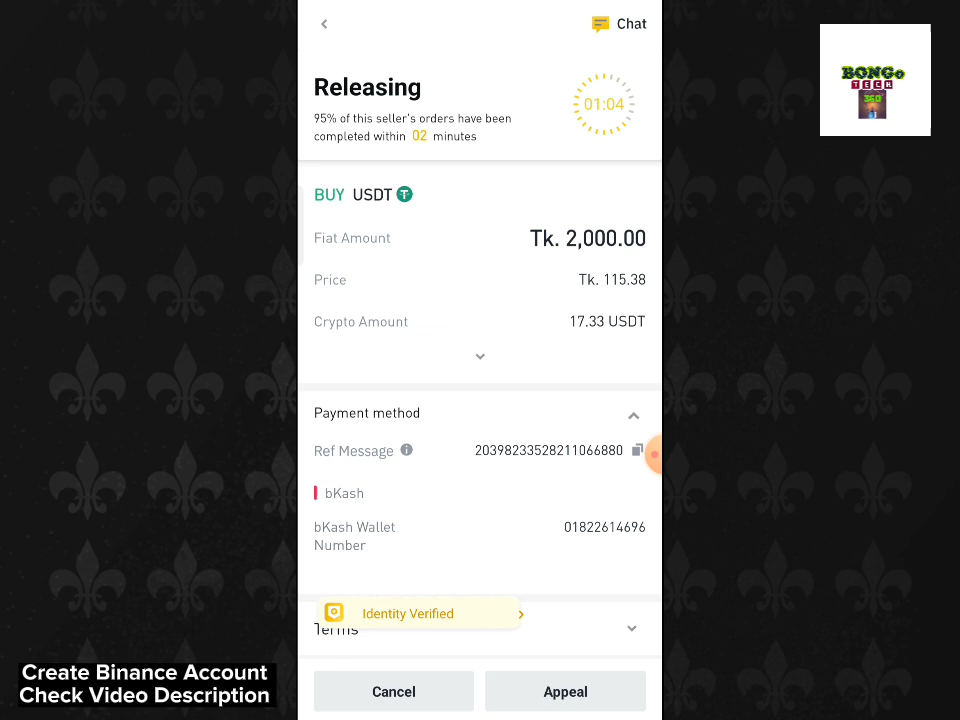 Chat
Releasing
01:04
95% of this seller's orders have been
completed within 02 minutes
BUY USDT
Fiat Amount Tk. 2,000.00
Price Tk. 115.38
Crypto Amount 17.33 USDT
Payment method
Ref Message 20398233528211066880
bKash
bKash Wallet Number 01822614696
Identity Verified
Terms
Cancel Appeal
BONGO
TECH
360
Create Binance Account
Check Video Description